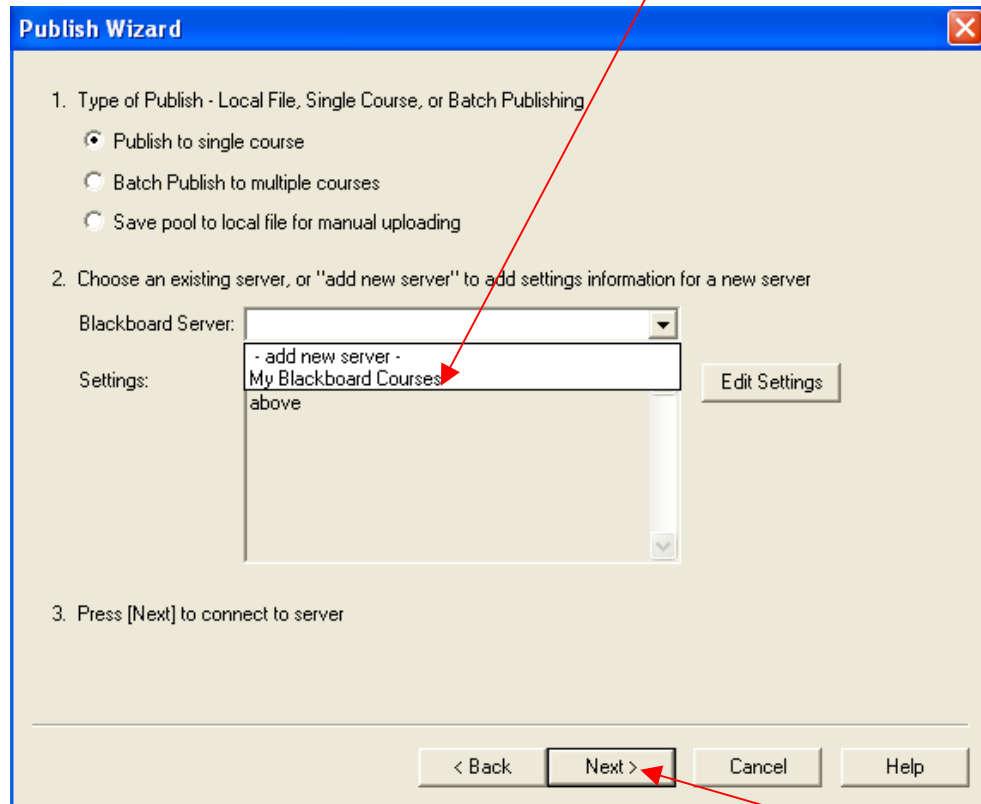 Publish Wizard
1. Type of Publish - Local File, Single Course, or Batch Publishing
Publish to single course
Batch Publish to multiple courses
Save pool to local file for manual uploading
2. Choose an existing server, or "add new server" to add settings information for a new server
Blackboard Server:
- add new server -
Settings:
My Blackboard Courses
Edit Settings
above
3. Press [Next] to connect to server
< Back
Next >
Cancel
Help